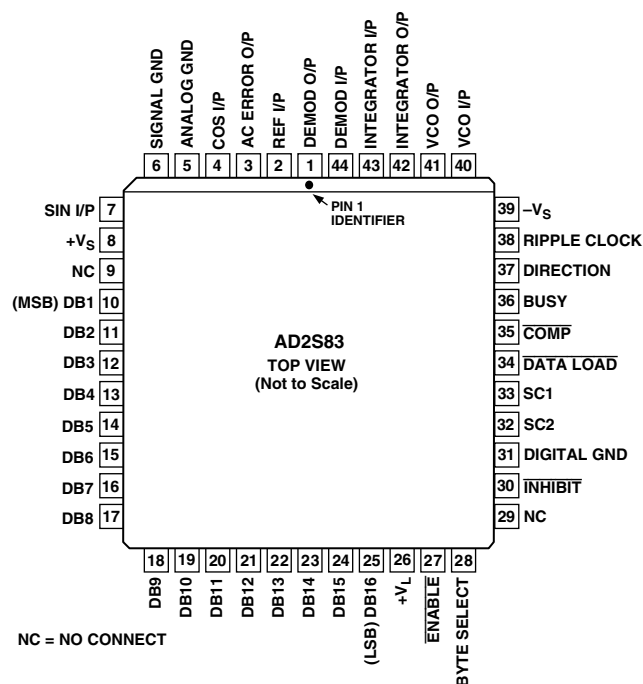 SIGNAL GND
ANALOG GND
COS I/P
AC ERROR O/P
REF I/P
DEMOD O/P
DEMOD I/P
INTEGRATOR I/P
INTEGRATOR O/P
VCO O/P
VCO I/P
6 5 4 3 2 1 44 43 42 41 40
PIN 1
IDENTIFIER
SIN I/P 7
+VS 8
NC 9
(MSB) DB1 10
DB2 11
DB3 12
DB4 13
DB5 14
DB6 15
DB7 16
DB8 17
AD2S83
TOP VIEW
(Not to Scale)
39 –VS
38 RIPPLE CLOCK
37 DIRECTION
36 BUSY
35 COMP
34 DATA LOAD
33 SC1
32 SC2
31 DIGITAL GND
30 INHIBIT
29 NC
18 19 20 21 22 23 24 25 26 27 28
DB9
DB10
DB11
DB12
DB13
DB14
DB15
(LSB) DB16
+VL
ENABLE
BYTE SELECT
NC = NO CONNECT